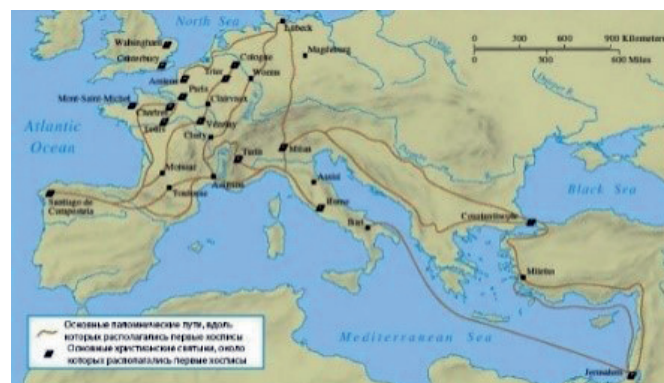 North Sea
Lübeck
900 Kilometers
Walsingham
Magdeburg
0
300
600
Canterbury
Cologne
0
300
600 Miles
Amiens
Trier
Worms
Paris
Mont-Saint-Michel
Clairvaux
Chartres
Tours
Vézelay
Atlantic
Ocean
Cluny
Turin
Milan
Moissac
Assisi
Black Sea
Santiago de
Compostela
Toulouse
Rome
Constantinople
Bari
Miletus
Основные паломнические пути, вдоль
которых располагались первые хосписы
Основные христианские святыни, около
которых располагались первые хосписы
Mediterranean Sea
Jerusalem